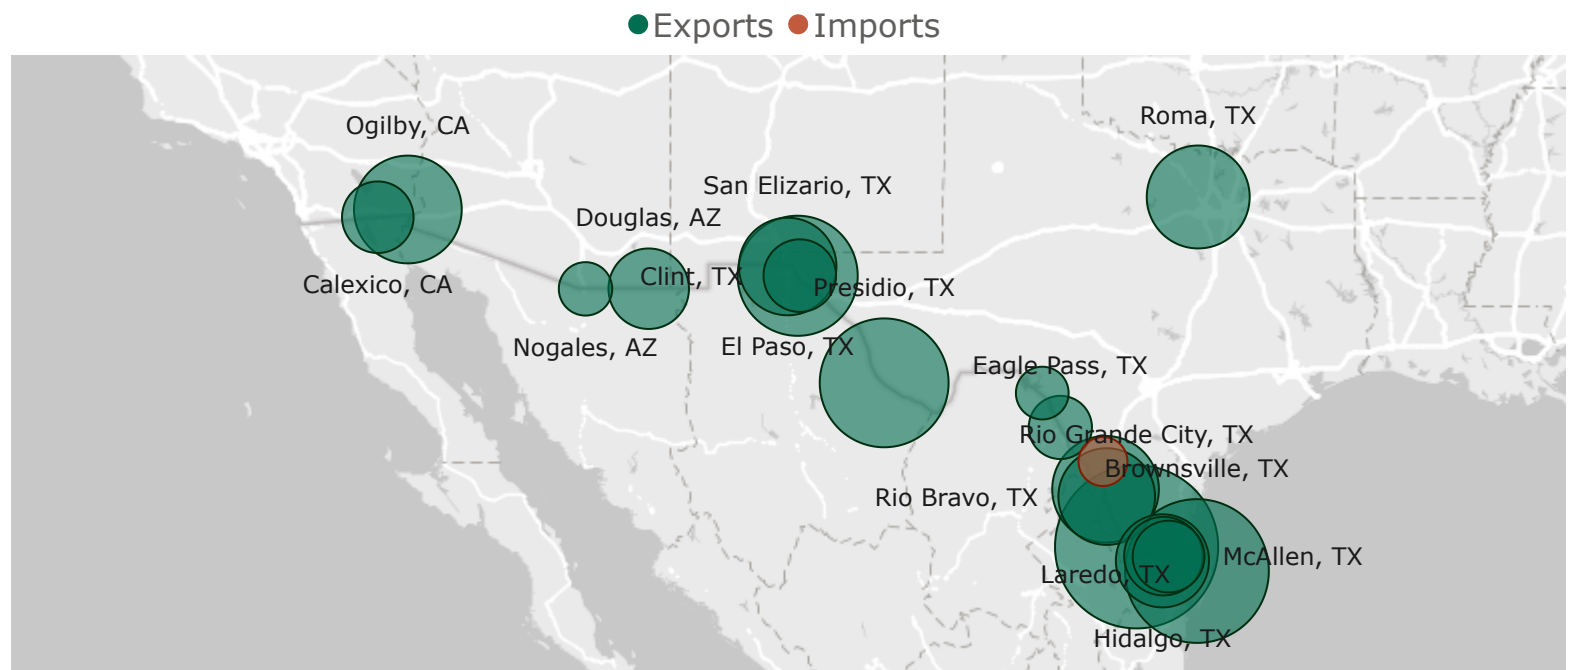 Exports Imports
Roma, TX
Ogilby, CA
San Elizario, TX
Douglas, AZ
Clint, TX
Calexico, CA
Presidio, TX
Nogales, AZ
El Paso, TX
Eagle Pass, TX
Rio Grande City, TX
Brownsville, TX
Rio Bravo, TX
McAllen, TX
Laredo, TX
Hidalgo, TX